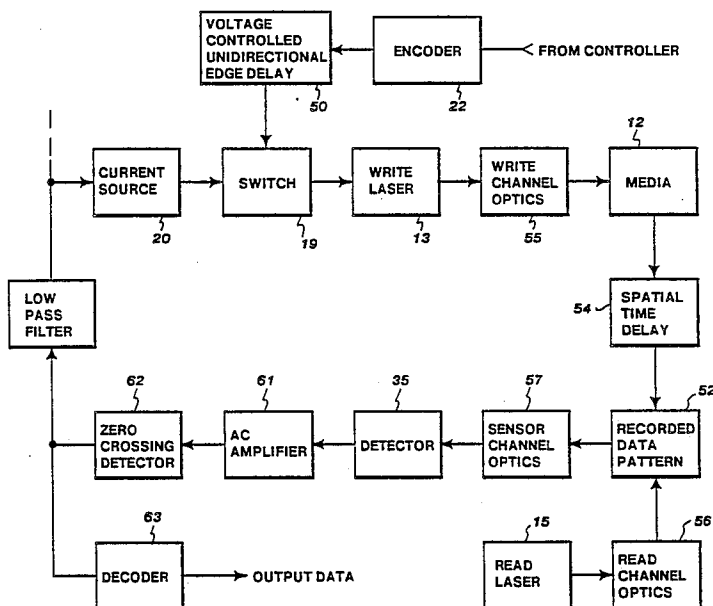 VOLTAGE
CONTROLLED
UNIDIRECTIONAL
EDGE DELAY
50
ENCODER
22
FROM CONTROLLER
CURRENT
SOURCE
20
SWITCH
19
WRITE
LASER
13
WRITE
CHANNEL
OPTICS
55
12
MEDIA
LOW
PASS
FILTER
54
SPATIAL
TIME
DELAY
62
ZERO
CROSSING
DETECTOR
61
AC
AMPLIFIER
35
DETECTOR
57
SENSOR
CHANNEL
OPTICS
52
RECORDED
DATA
PATTERN
63
DECODER
OUTPUT DATA
15
READ
LASER
56
READ
CHANNEL
OPTICS